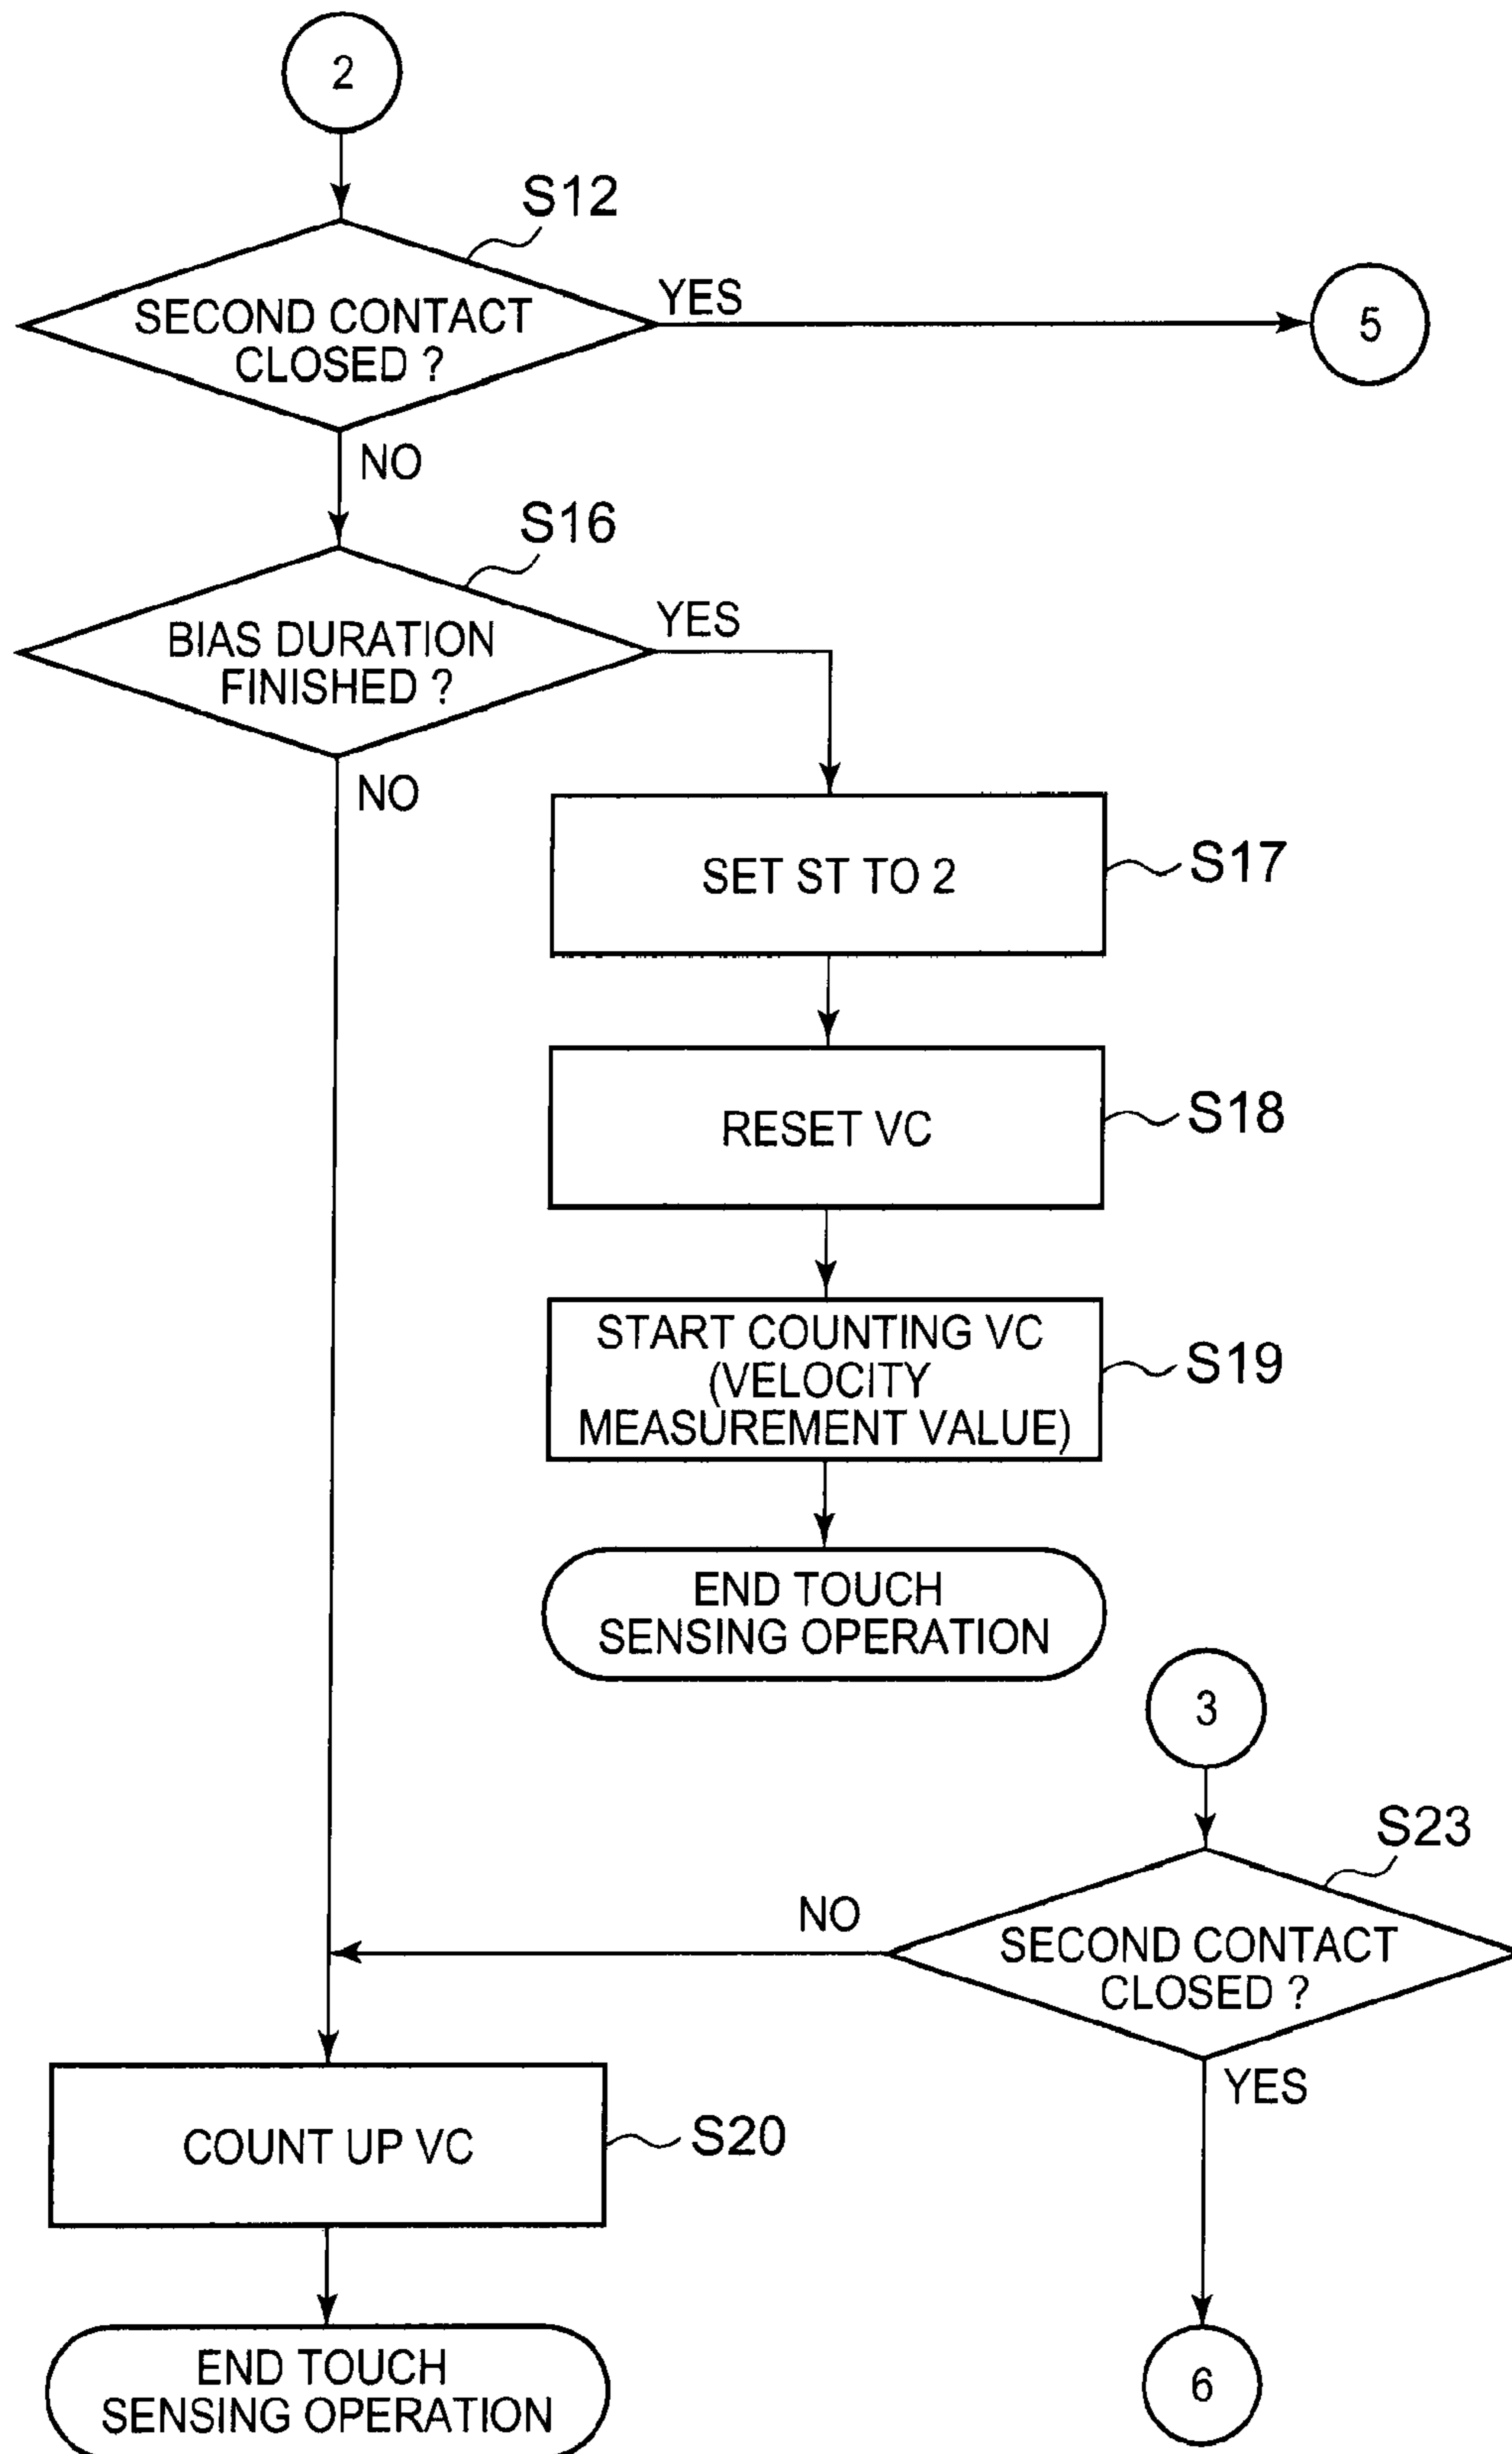 2
S12
SECOND CONTACT
CLOSED ?
YES
5
NO
S16
BIAS DURATION
FINISHED ?
YES
NO
SET ST TO 2
S17
RESET VC
S18
START COUNTING VC
(VELOCITY
MEASUREMENT VALUE)
S19
END TOUCH
SENSING OPERATION
3
S23
NO
SECOND CONTACT
CLOSED ?
YES
COUNT UP VC
S20
END TOUCH
SENSING OPERATION
6